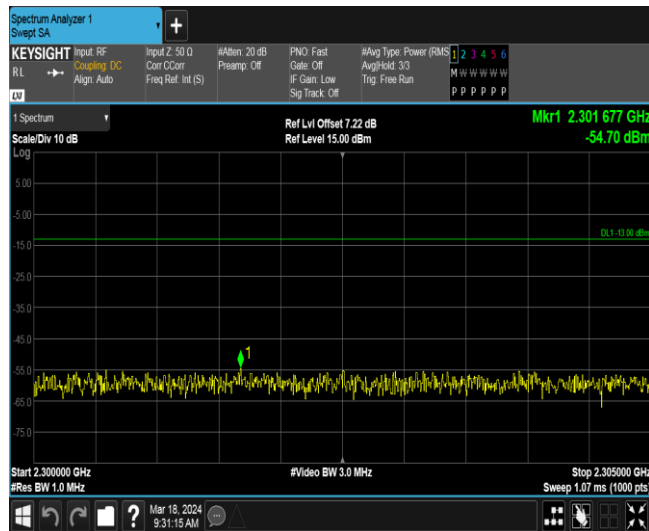 Spectrum Analyzer 1
Swept SA
+
KEYSIGHT
RL
LXI
Input: RF
Coupling: DC
Align: Auto
Input Z: 50 Ω
Corr CCorr
Freq Ref: Int (S)
#Atten: 20 dB
Preamp: Off
PNO: Fast
Gate: Off
IF Gain: Low
Sig Track: Off
#Avg Type: Power (RMS
Avg|Hold: 3/3
Trig: Free Run
1 2 3 4 5 6
M W W W W W
P P P P P P
1 Spectrum
Scale/Div 10 dB
Log
Ref Lvl Offset 7.22 dB
Ref Level 15.00 dBm
Mkr1 2.301 677 GHz
-54.70 dBm
5.00
-5.00
DL1 -13.00 dBm
-15.0
-25.0
-35.0
-45.0
1
-55.0
-65.0
-75.0
Start 2.300000 GHz
#Res BW 1.0 MHz
#Video BW 3.0 MHz
Stop 2.305000 GHz
Sweep 1.07 ms (1000 pts)
?
Mar 18, 2024
9:31:15 AM